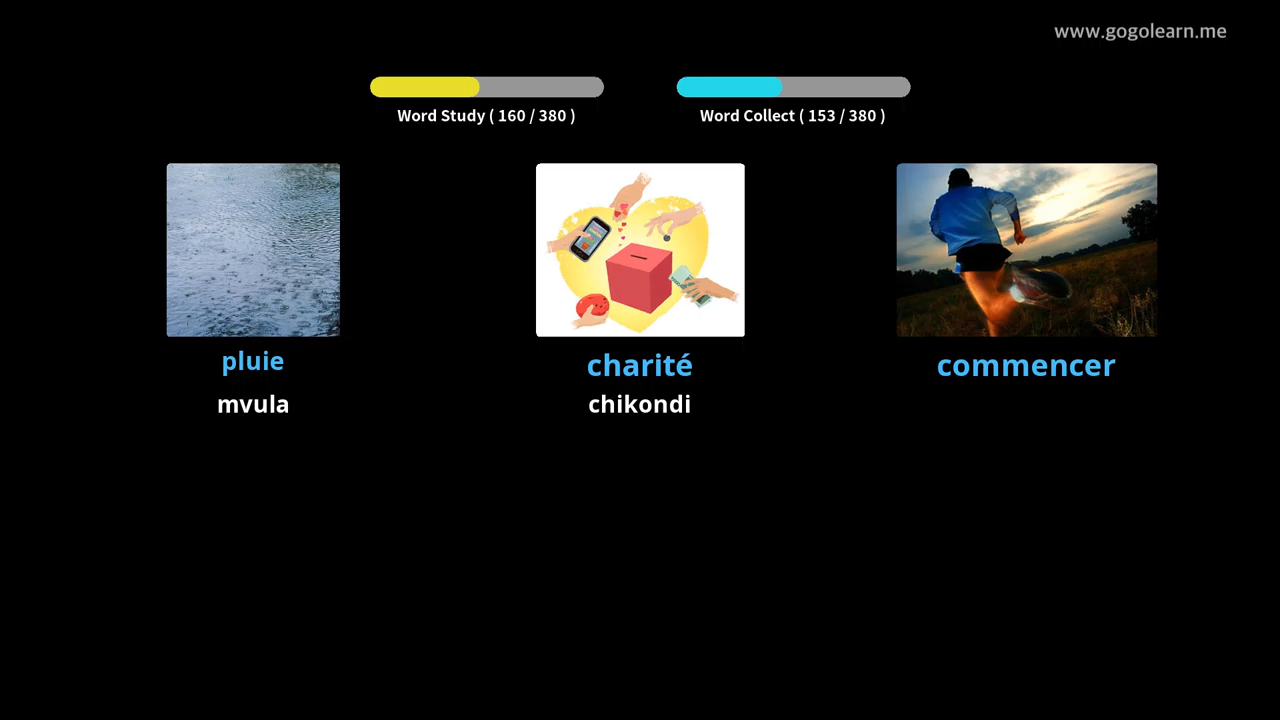 www.gogolearn.me
Word Study ( 160 / 380 )
Word Collect ( 153 / 380 )
pluie
charité
commencer
mvula
chikondi